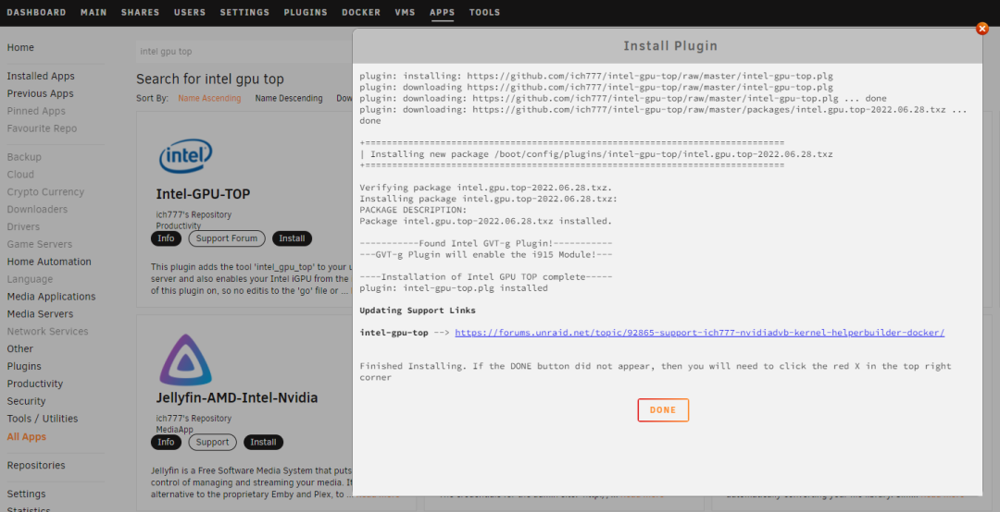 DASHBOARD MAIN SHARES USERS SETTINGS PLUGINS DOCKER VMS APPS TOOLS
Home
Installed Apps
Previous Apps
Pinned Apps
Favourite Repo
Backup
Cloud
Crypto Currency
Downloaders
Drivers
Game Servers
Home Automation
Language
Media Applications
Media Servers
Network Services
Other
Plugins
Productivity
Security
Tools / Utilities
All Apps
Repositories
Settings
Statistics
intel gpu top
Search for intel gpu top
Sort By: Name Ascending Name Descending Dow
intel
Intel-GPU-TOP
ich777's Repository
Productivity
Info Support Forum Install
This plugin adds the tool 'intel_gpu_top' to your u
server and also enables your Intel iGPU from the
of this plugin on, so no editis to the 'go' file or ...
Jellyfin-AMD-Intel-Nvidia
ich777's Repository
MediaApp
Info Support Install
Jellyfin is a Free Software Media System that puts
control of managing and streaming your media. It
alternative to the proprietary Emby and Plex, to ...
Install Plugin
plugin: installing: https://github.com/ich777/intel-gpu-top/raw/master/intel-gpu-top.plg
plugin: downloading https://github.com/ich777/intel-gpu-top/raw/master/intel-gpu-top.plg
plugin: downloading: https://github.com/ich777/intel-gpu-top/raw/master/intel-gpu-top.plg ... done
plugin: downloading: https://github.com/ich777/intel-gpu-top/raw/master/packages/intel.gpu.top-2022.06.28.txz ...
done
+==============================================================================
| Installing new package /boot/config/plugins/intel-gpu-top/intel.gpu.top-2022.06.28.txz
+==============================================================================
Verifying package intel.gpu.top-2022.06.28.txz.
Installing package intel.gpu.top-2022.06.28.txz:
PACKAGE DESCRIPTION:
Package intel.gpu.top-2022.06.28.txz installed.
-----------Found Intel GVT-g Plugin!-----------
---GVT-g Plugin will enable the i915 Module!---
----Installation of Intel GPU TOP complete-----
plugin: intel-gpu-top.plg installed
Updating Support Links
intel-gpu-top --> https://forums.unraid.net/topic/92865-support-ich777-nvidiadvb-kernel-helperbuilder-docker/
Finished Installing. If the DONE button did not appear, then you will need to click the red X in the top right
corner
DONE